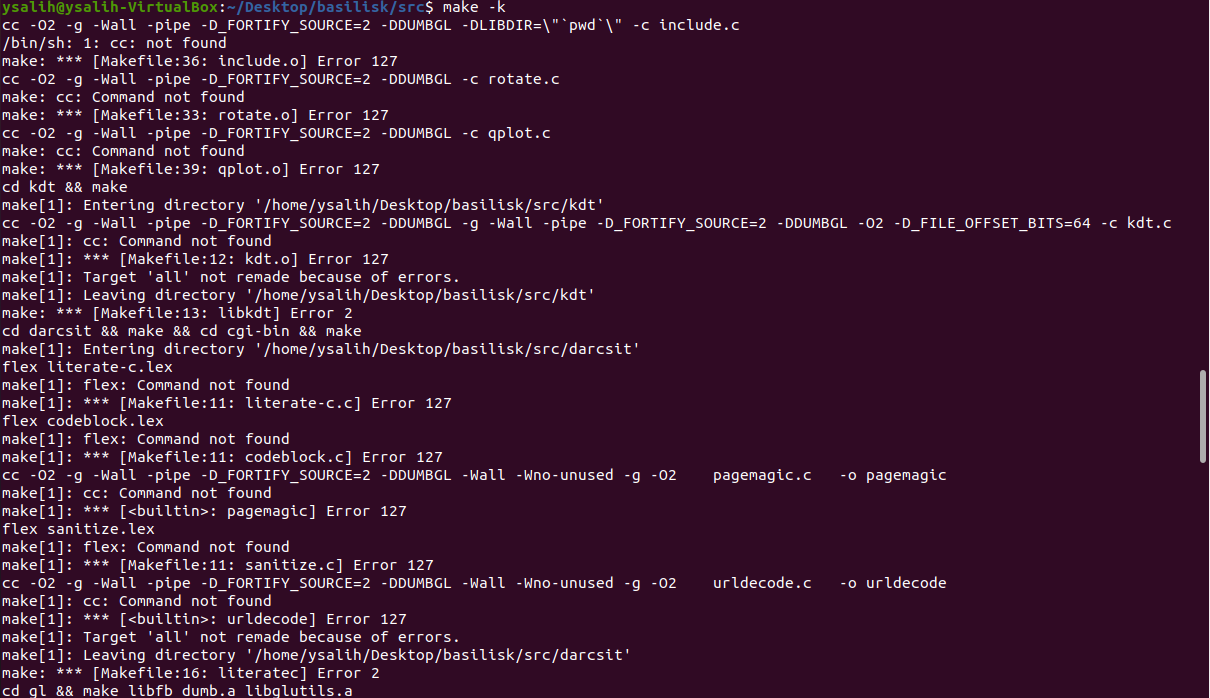 ysalih@ysalih-VirtualBox:~/Desktop/basilisk/src$ make -k
cc -O2 -g -Wall -pipe -D_FORTIFY_SOURCE=2 -DDUMBGL -DLIBDIR=\"`pwd`\" -c include.c
/bin/sh: 1: cc: not found
make: *** [Makefile:36: include.o] Error 127
cc -O2 -g -Wall -pipe -D_FORTIFY_SOURCE=2 -DDUMBGL -c rotate.c
make: cc: Command not found
make: *** [Makefile:33: rotate.o] Error 127
cc -O2 -g -Wall -pipe -D_FORTIFY_SOURCE=2 -DDUMBGL -c qplot.c
make: cc: Command not found
make: *** [Makefile:39: qplot.o] Error 127
cd kdt && make
make[1]: Entering directory '/home/ysalih/Desktop/basilisk/src/kdt'
cc -O2 -g -Wall -pipe -D_FORTIFY_SOURCE=2 -DDUMBGL -g -Wall -pipe -D_FORTIFY_SOURCE=2 -DDUMBGL -O2 -D_FILE_OFFSET_BITS=64 -c kdt.c
make[1]: cc: Command not found
make[1]: *** [Makefile:12: kdt.o] Error 127
make[1]: Target 'all' not remade because of errors.
make[1]: Leaving directory '/home/ysalih/Desktop/basilisk/src/kdt'
make: *** [Makefile:13: libkdt] Error 2
cd darcsit && make && cd cgi-bin && make
make[1]: Entering directory '/home/ysalih/Desktop/basilisk/src/darcsit'
flex literate-c.lex
make[1]: flex: Command not found
make[1]: *** [Makefile:11: literate-c.c] Error 127
flex codeblock.lex
make[1]: flex: Command not found
make[1]: *** [Makefile:11: codeblock.c] Error 127
cc -O2 -g -Wall -pipe -D_FORTIFY_SOURCE=2 -DDUMBGL -Wall -Wno-unused -g -O2    pagemagic.c   -o pagemagic
make[1]: cc: Command not found
make[1]: *** [<builtin>: pagemagic] Error 127
flex sanitize.lex
make[1]: flex: Command not found
make[1]: *** [Makefile:11: sanitize.c] Error 127
cc -O2 -g -Wall -pipe -D_FORTIFY_SOURCE=2 -DDUMBGL -Wall -Wno-unused -g -O2    urldecode.c   -o urldecode
make[1]: cc: Command not found
make[1]: *** [<builtin>: urldecode] Error 127
make[1]: Target 'all' not remade because of errors.
make[1]: Leaving directory '/home/ysalih/Desktop/basilisk/src/darcsit'
make: *** [Makefile:16: literatec] Error 2
cd gl && make libfb_dumb.a libglutils.a